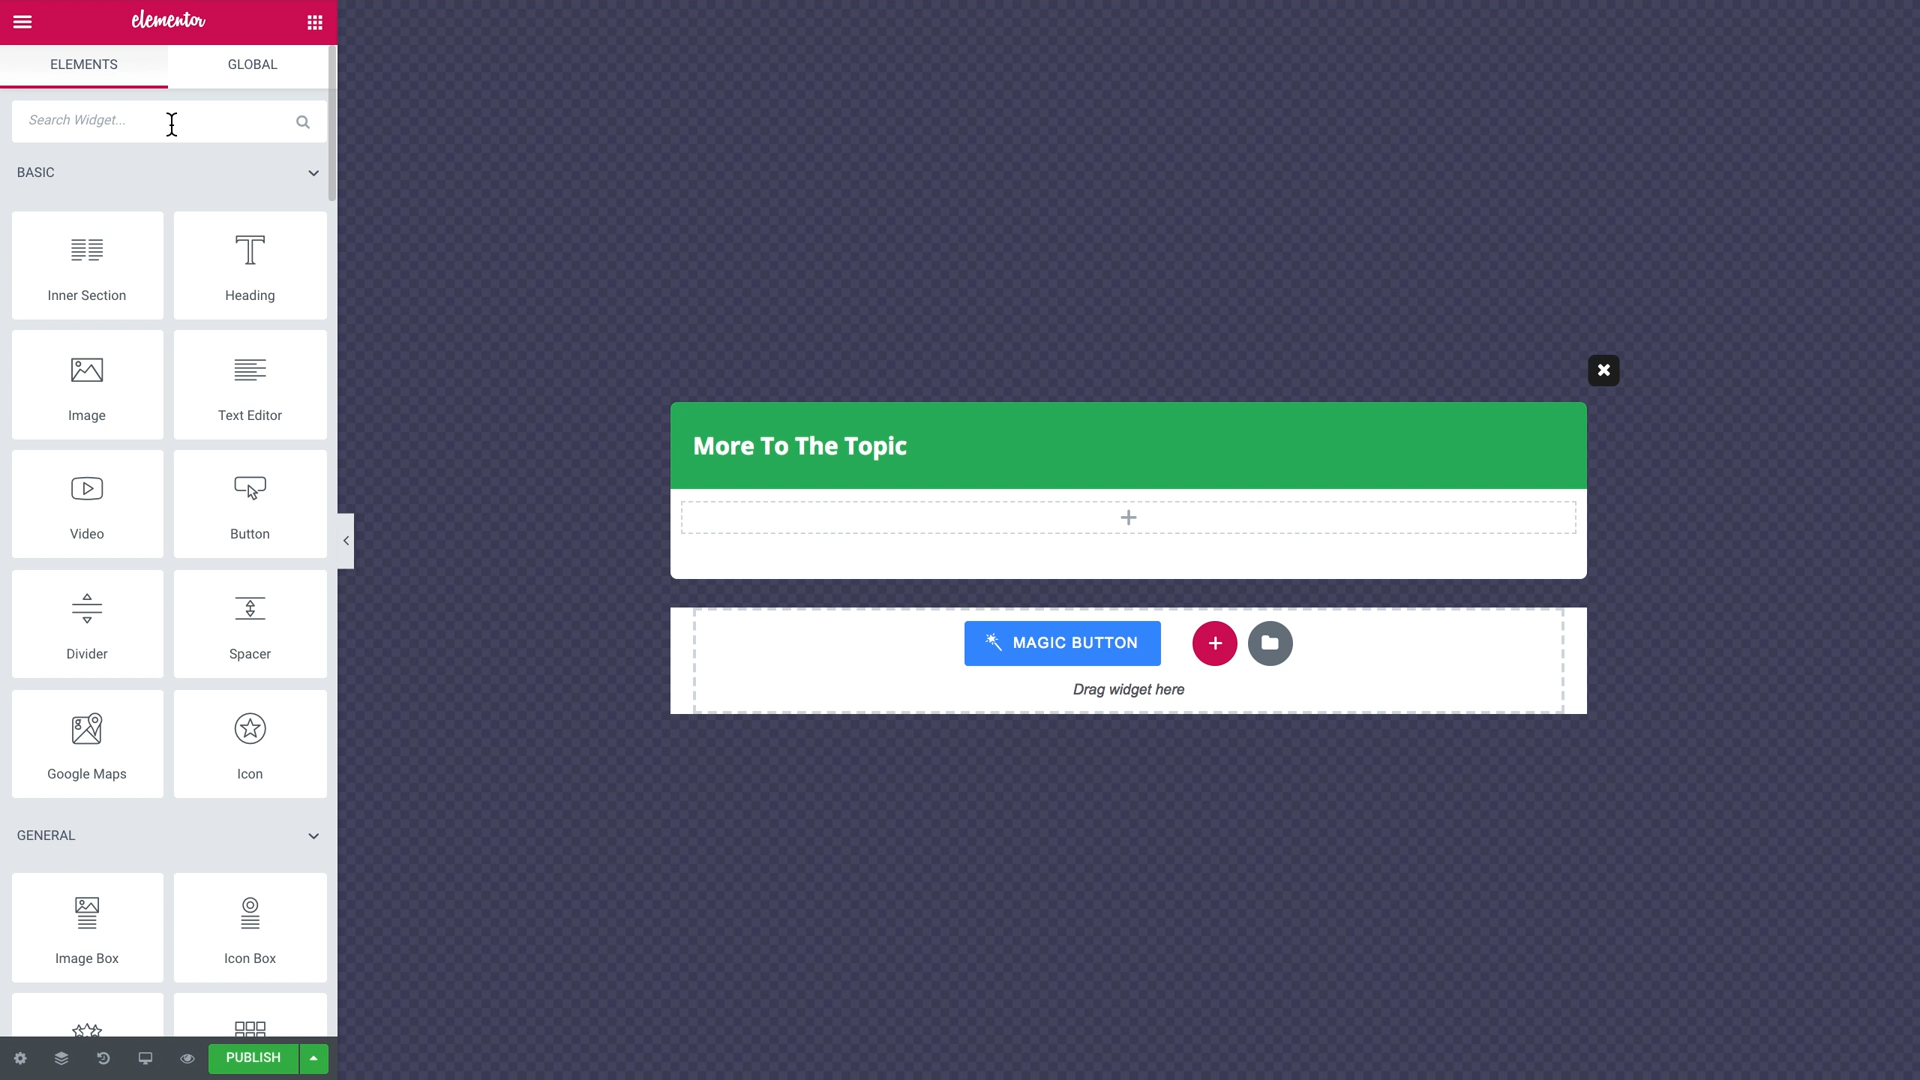 elementor
ELEMENTS
GLOBAL
Search Widget...
BASIC
Inner Section
Heading
Image
Text Editor
Video
Button
Divider
Spacer
Google Maps
Icon
GENERAL
Image Box
Icon Box
PUBLISH
More To The Topic
MAGIC BUTTON
Drag widget here